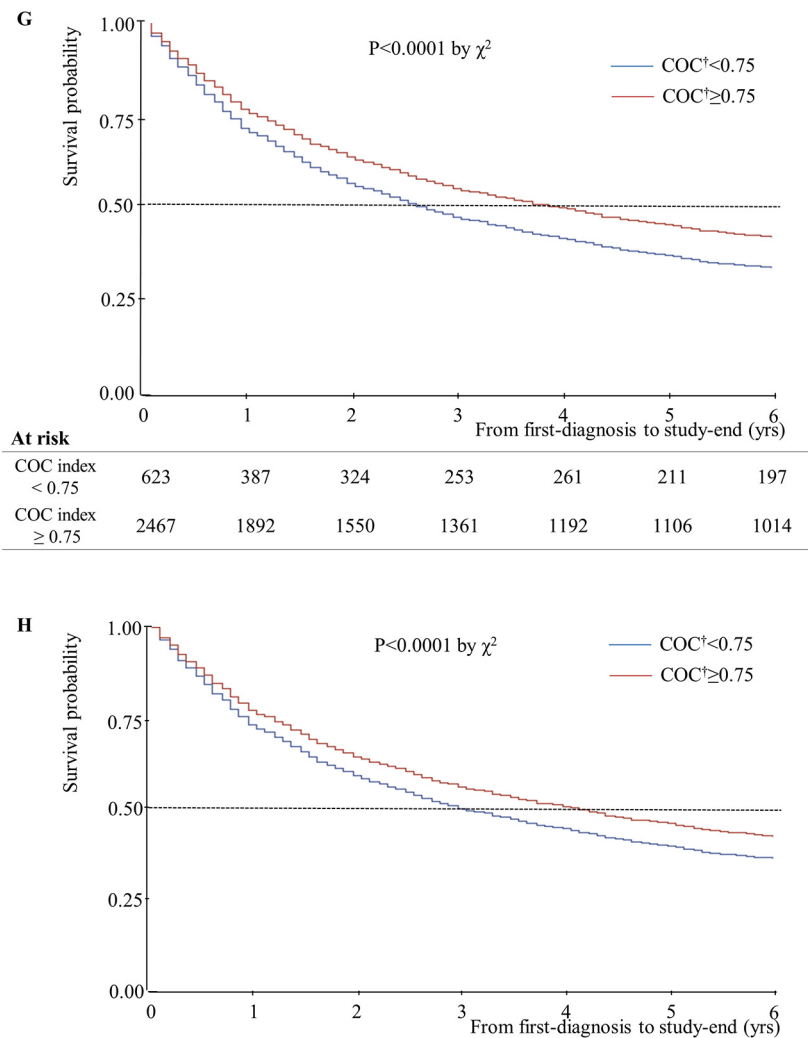 G
P<0.0001 by χ²
COC†<0.75
COC†≥0.75
Survival probability
1.00
0.75
0.50
0.25
0.00
0 1 2 3 4 5 6
From first-diagnosis to study-end (yrs)
At risk
COC index
< 0.75
623 387 324 253 261 211 197
COC index
≥ 0.75
2467 1892 1550 1361 1192 1106 1014
H
P<0.0001 by χ²
COC†<0.75
COC†≥0.75
Survival probability
1.00
0.75
0.50
0.25
0.00
0 1 2 3 4 5 6
From first-diagnosis to study-end (yrs)